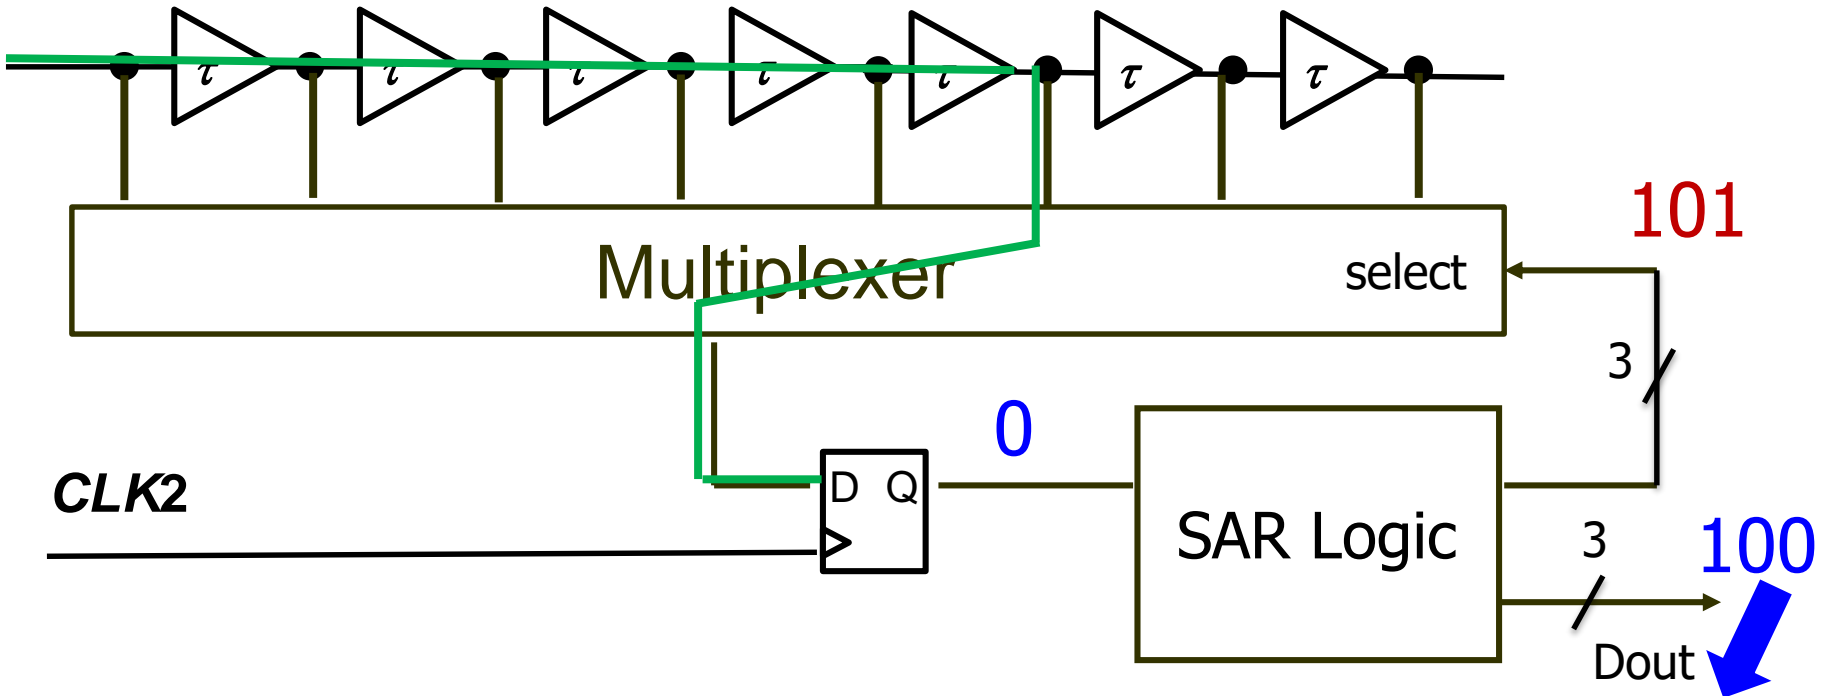 τ τ τ τ τ τ τ
101
Multiplexer
select
3
0
D Q
CLK2
SAR Logic
3
100
Dout